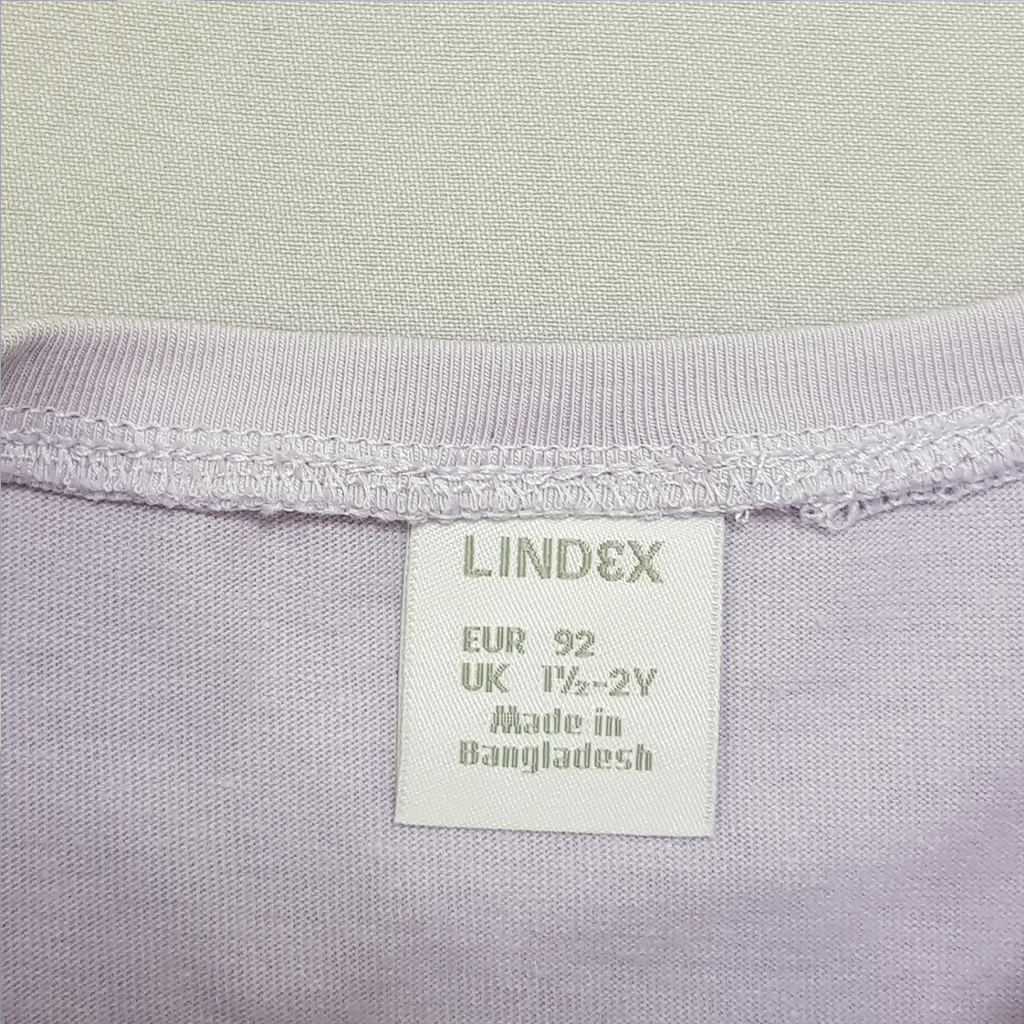 LINDEX
EUR 92
UK 1½-2Y
Made in
Bangladesh